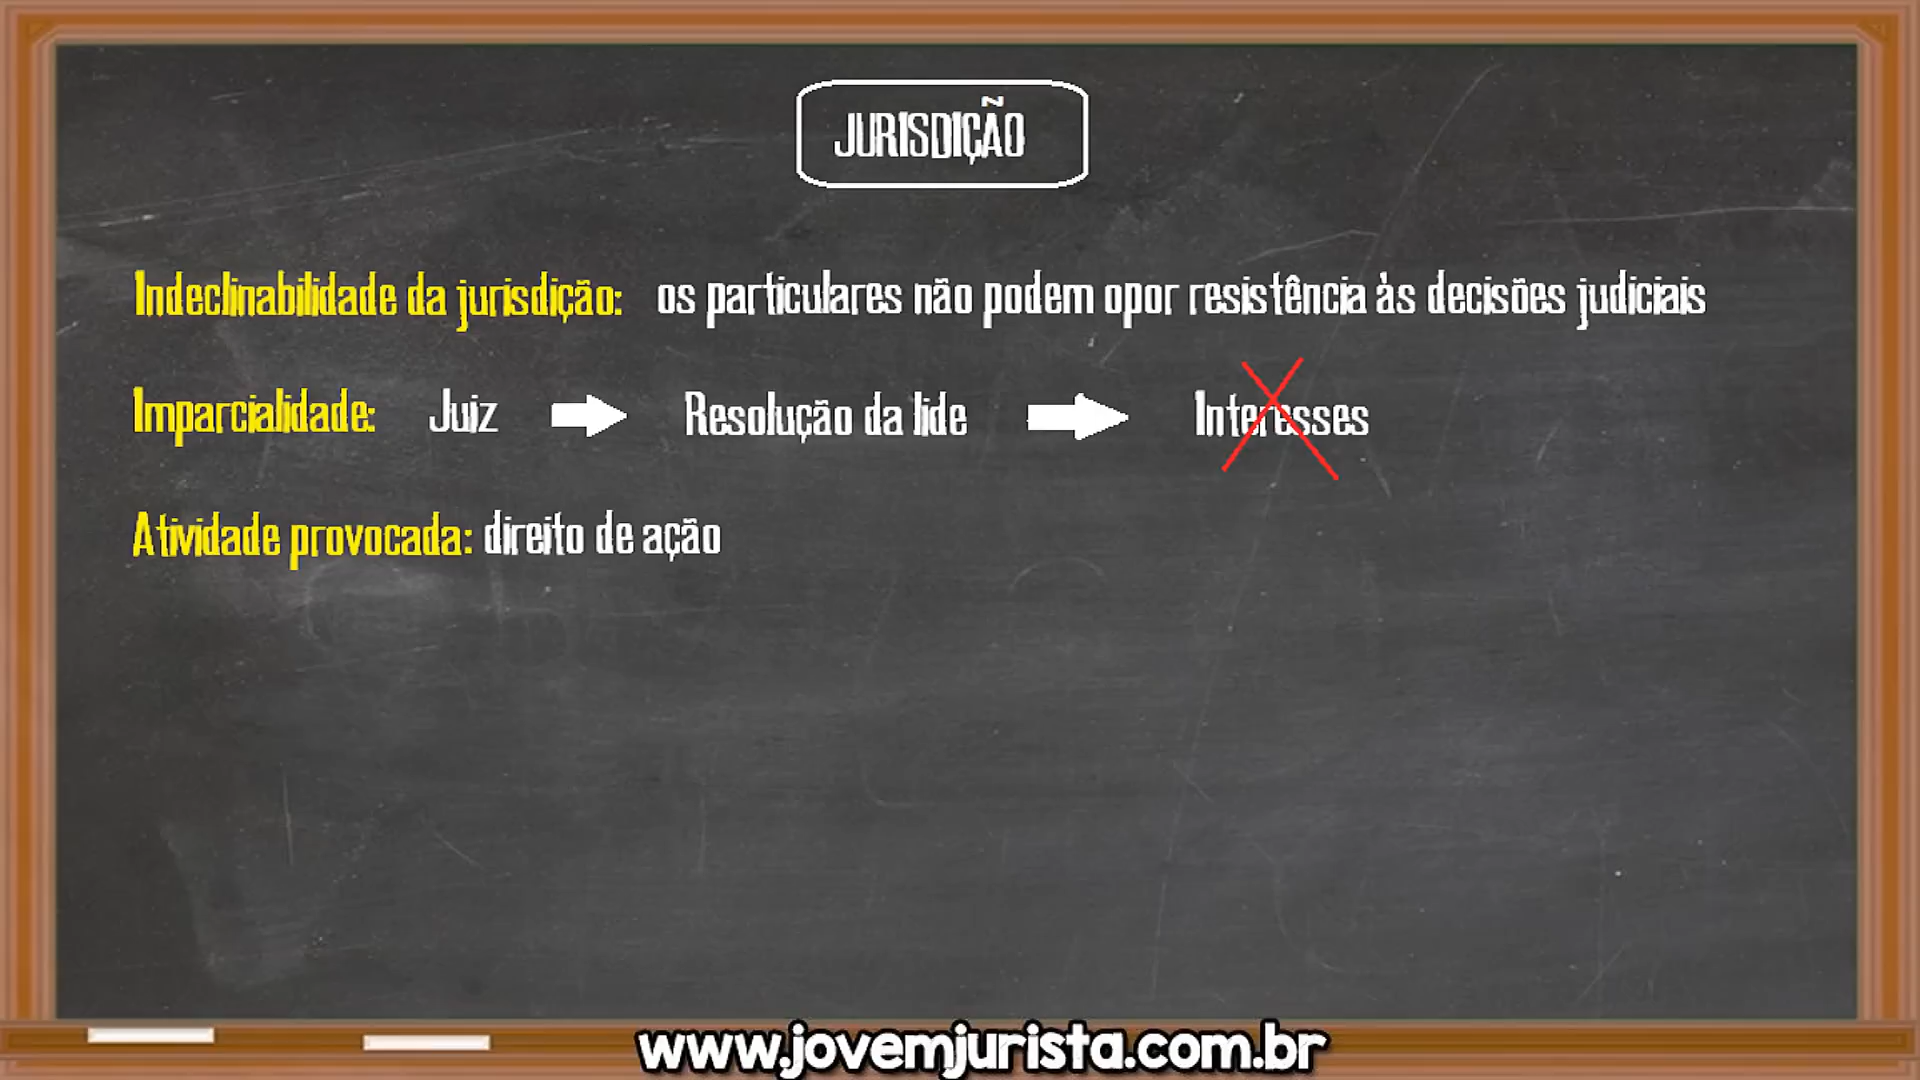 JURISDIÇÃO
Indeclinabilidade da jurisdição: os particulares não podem opor resistência às decisões judiciais
Imparcialidade: Juiz Resolução da lide Interesses
Atividade provocada: direito de ação
www.jovemjurista.com.br